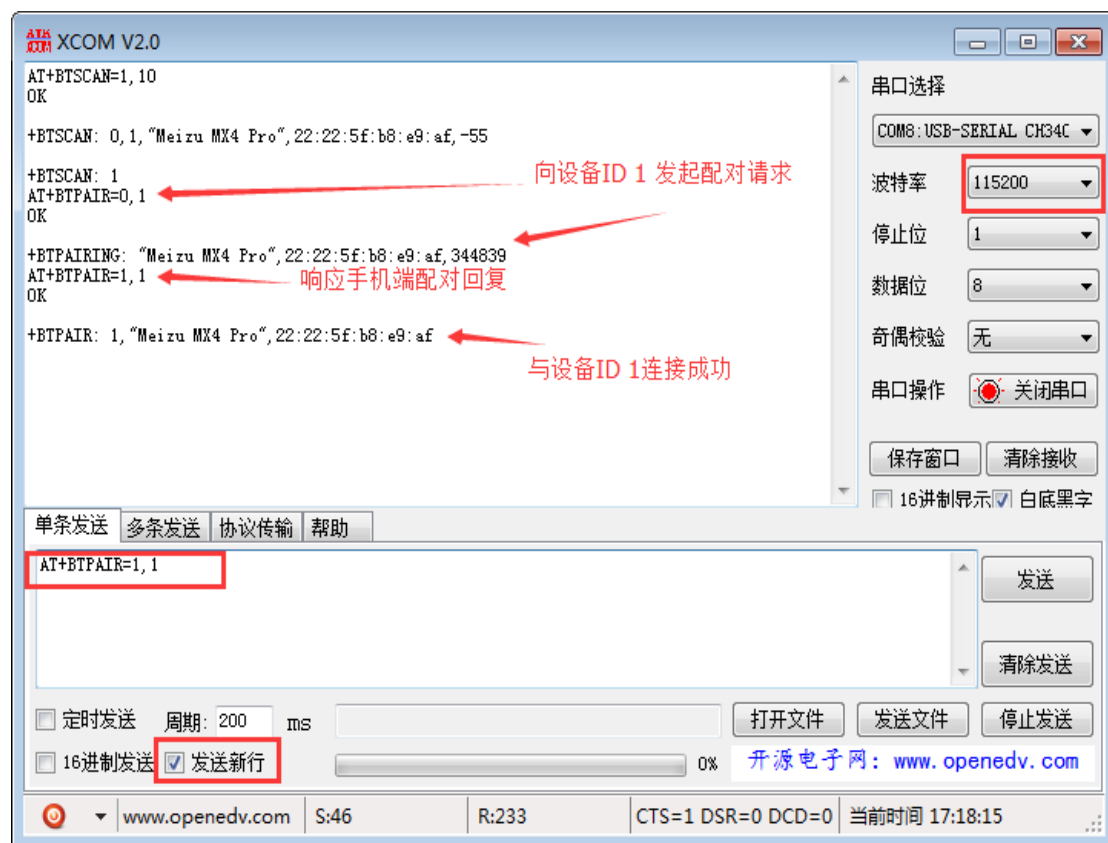 ATK XCOM XCOM V2.0
AT+BTSCAN=1,10
OK
+BTSCAN: 0,1,"Meizu MX4 Pro",22:22:5f:b8:e9:af,-55
+BTSCAN: 1
AT+BTPAIR=0,1
OK
+BTPAIRING: "Meizu MX4 Pro",22:22:5f:b8:e9:af,344839
AT+BTPAIR=1,1
OK
+BTPAIR: 1,"Meizu MX4 Pro",22:22:5f:b8:e9:af
向设备ID 1 发起配对请求
响应手机端配对回复
与设备ID 1连接成功
串口选择
COM8:USB-SERIAL CH340
波特率 115200
停止位 1
数据位 8
奇偶校验 无
串口操作 关闭串口
保存窗口 清除接收
16进制显示 白底黑字
单条发送 多条发送 协议传输 帮助
AT+BTPAIR=1,1
发送
清除发送
定时发送 周期: 200 ms 打开文件 发送文件 停止发送
16进制发送 发送新行 0% 开源电子网: www.openedv.com
www.openedv.com S:46 R:233 CTS=1 DSR=0 DCD=0 当前时间 17:18:15